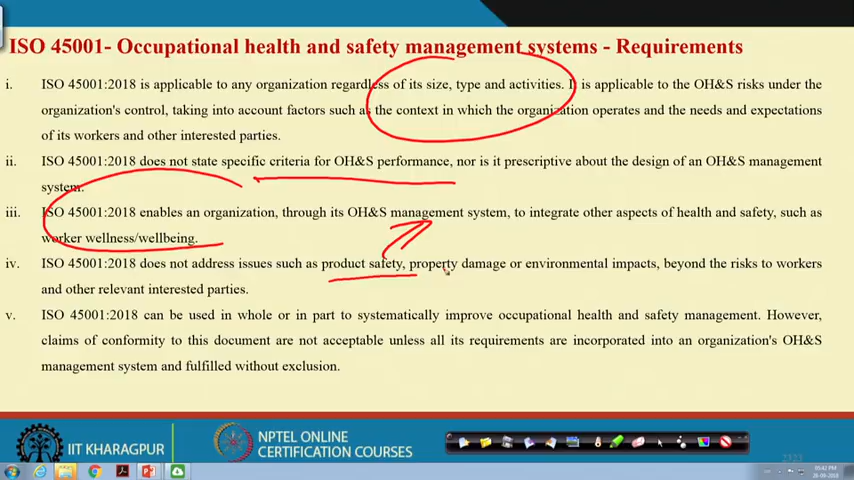 ISO 45001- Occupational health and safety management systems - Requirements
i. ISO 45001:2018 is applicable to any organization regardless of its size, type and activities. It is applicable to the OH&S risks under the
organization's control, taking into account factors such as the context in which the organization operates and the needs and expectations
of its workers and other interested parties.
ii. ISO 45001:2018 does not state specific criteria for OH&S performance, nor is it prescriptive about the design of an OH&S management
system.
iii. ISO 45001:2018 enables an organization, through its OH&S management system, to integrate other aspects of health and safety, such as
worker wellness/wellbeing.
iv. ISO 45001:2018 does not address issues such as product safety, property damage or environmental impacts, beyond the risks to workers
and other relevant interested parties.
v. ISO 45001:2018 can be used in whole or in part to systematically improve occupational health and safety management. However,
claims of conformity to this document are not acceptable unless all its requirements are incorporated into an organization's OH&S
management system and fulfilled without exclusion.
IIT KHARAGPUR
NPTEL ONLINE
CERTIFICATION COURSES